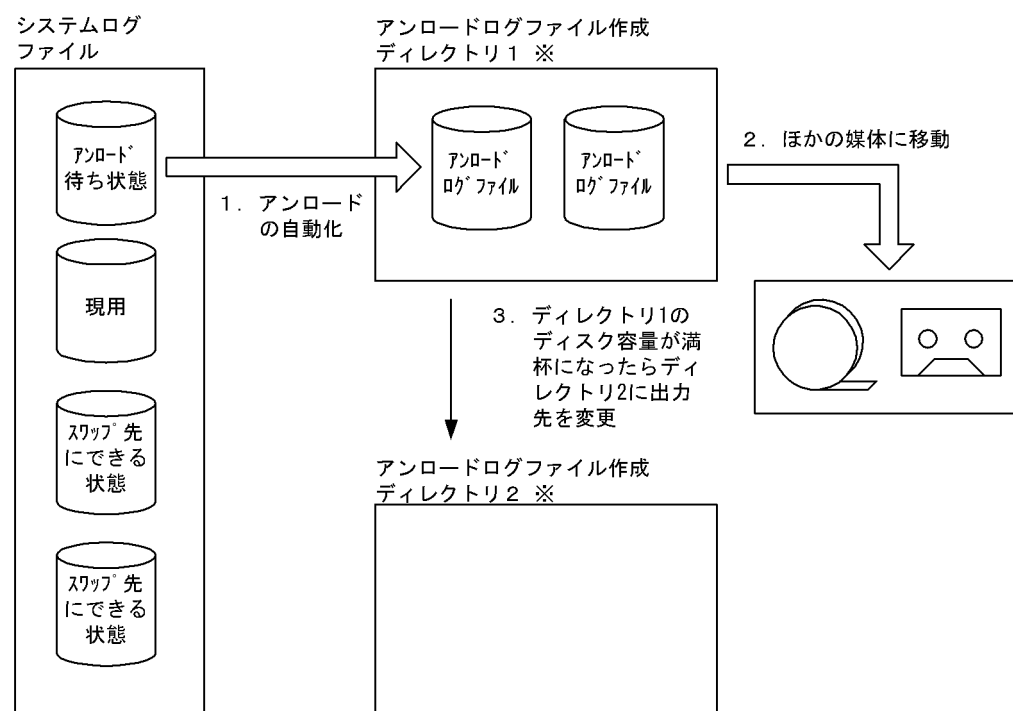 システムログ
ファイル
アンロードログファイル作成
ディレクトリ1 ※
ｱﾝﾛｰﾄﾞ
待ち状態
ｱﾝﾛｰﾄﾞ
ﾛｸﾞﾌｧｲﾙ
ｱﾝﾛｰﾄﾞ
ﾛｸﾞﾌｧｲﾙ
2．ほかの媒体に移動
1．アンロード
の自動化
現用
3．ディレクトリ1の
ディスク容量が満
杯になったらディ
レクトリ2に出力
先を変更
ｽﾜｯﾌﾟ先
にできる
状態
アンロードログファイル作成
ディレクトリ2 ※
ｽﾜｯﾌﾟ先
にできる
状態